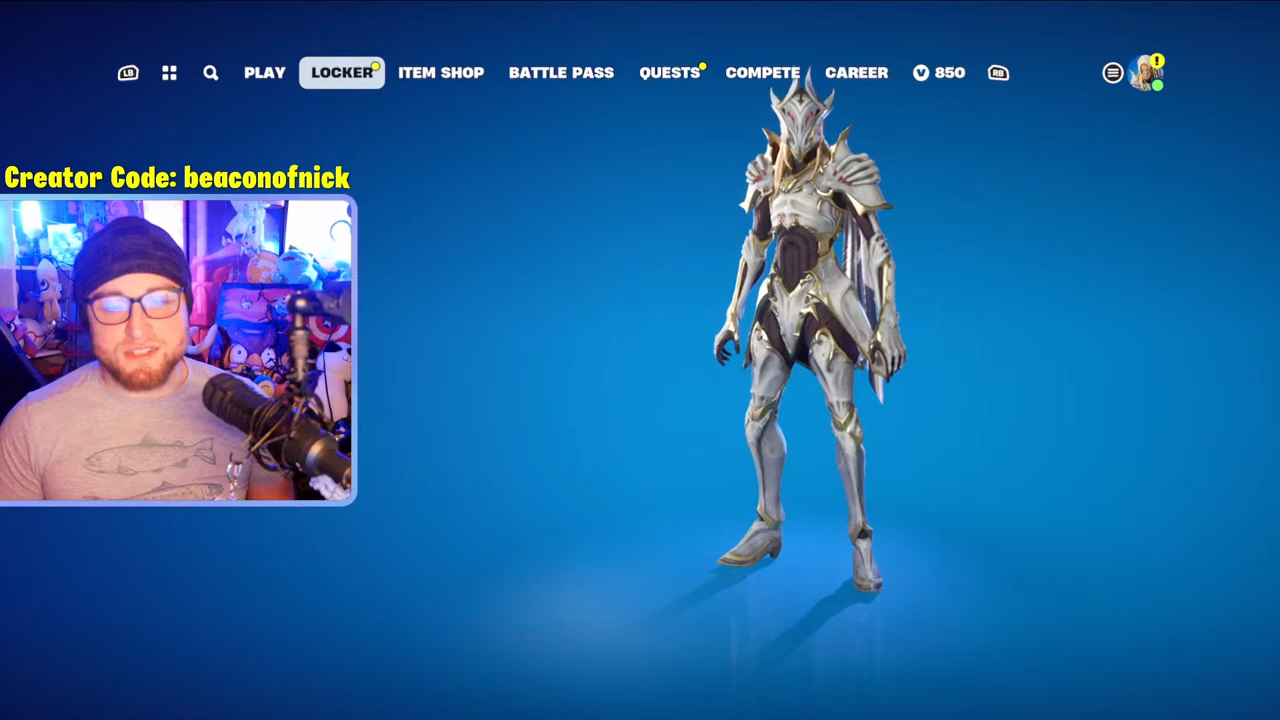 LB PLAY LOCKER ITEM SHOP BATTLE PASS QUESTS COMPETE CAREER V 850 RB !
Creator Code: beaconofnick